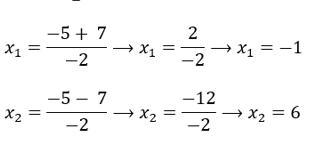 x₁ = (−5 + 7)/(−2) → x₁ = 2/(−2) → x₁ = −1
x₂ = (−5 − 7)/(−2) → x₂ = (−12)/(−2) → x₂ = 6